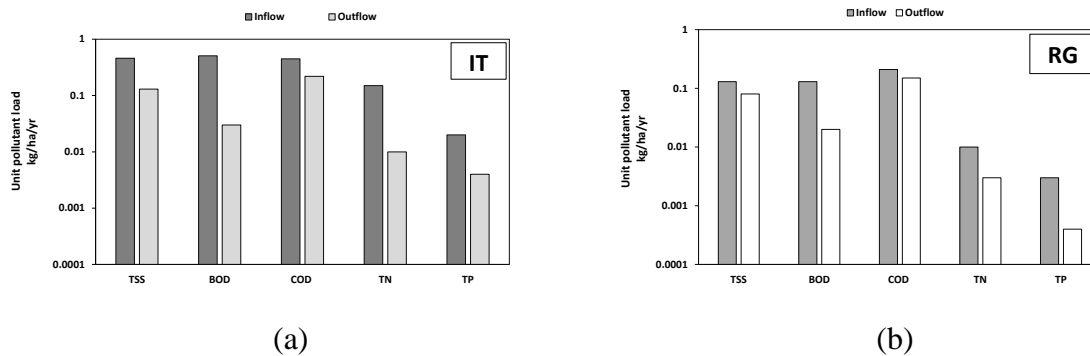 Inflow Outflow
IT
Unit pollutant load
kg/ha/yr
1
0.1
0.01
0.001
0.0001
TSS BOD COD TN TP
(a)
Inflow Outflow
RG
Unit pollutant load
kg/ha/yr
1
0.1
0.01
0.001
0.0001
TSS BOD COD TN TP
(b)